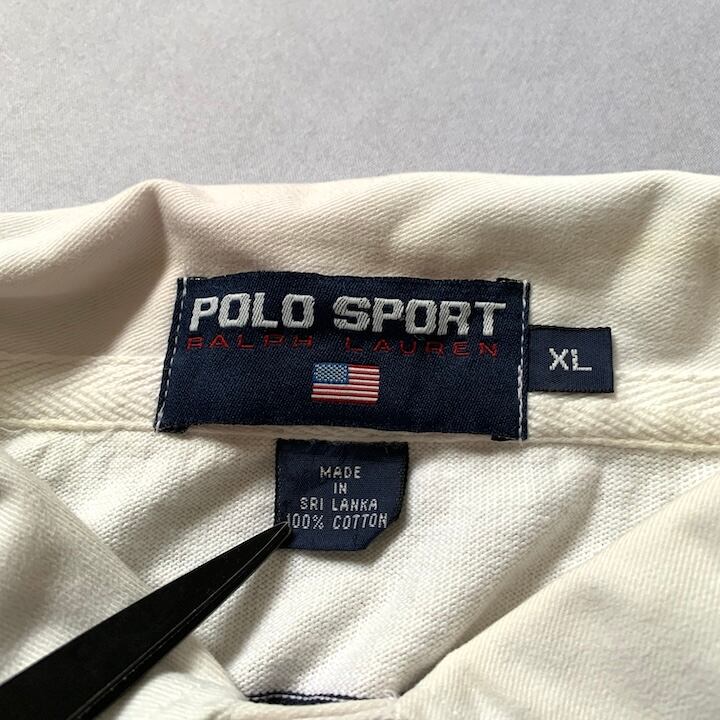 POLO SPORT
RALPH LAUREN
XL
MADE
IN
SRI LANKA
100% COTTON